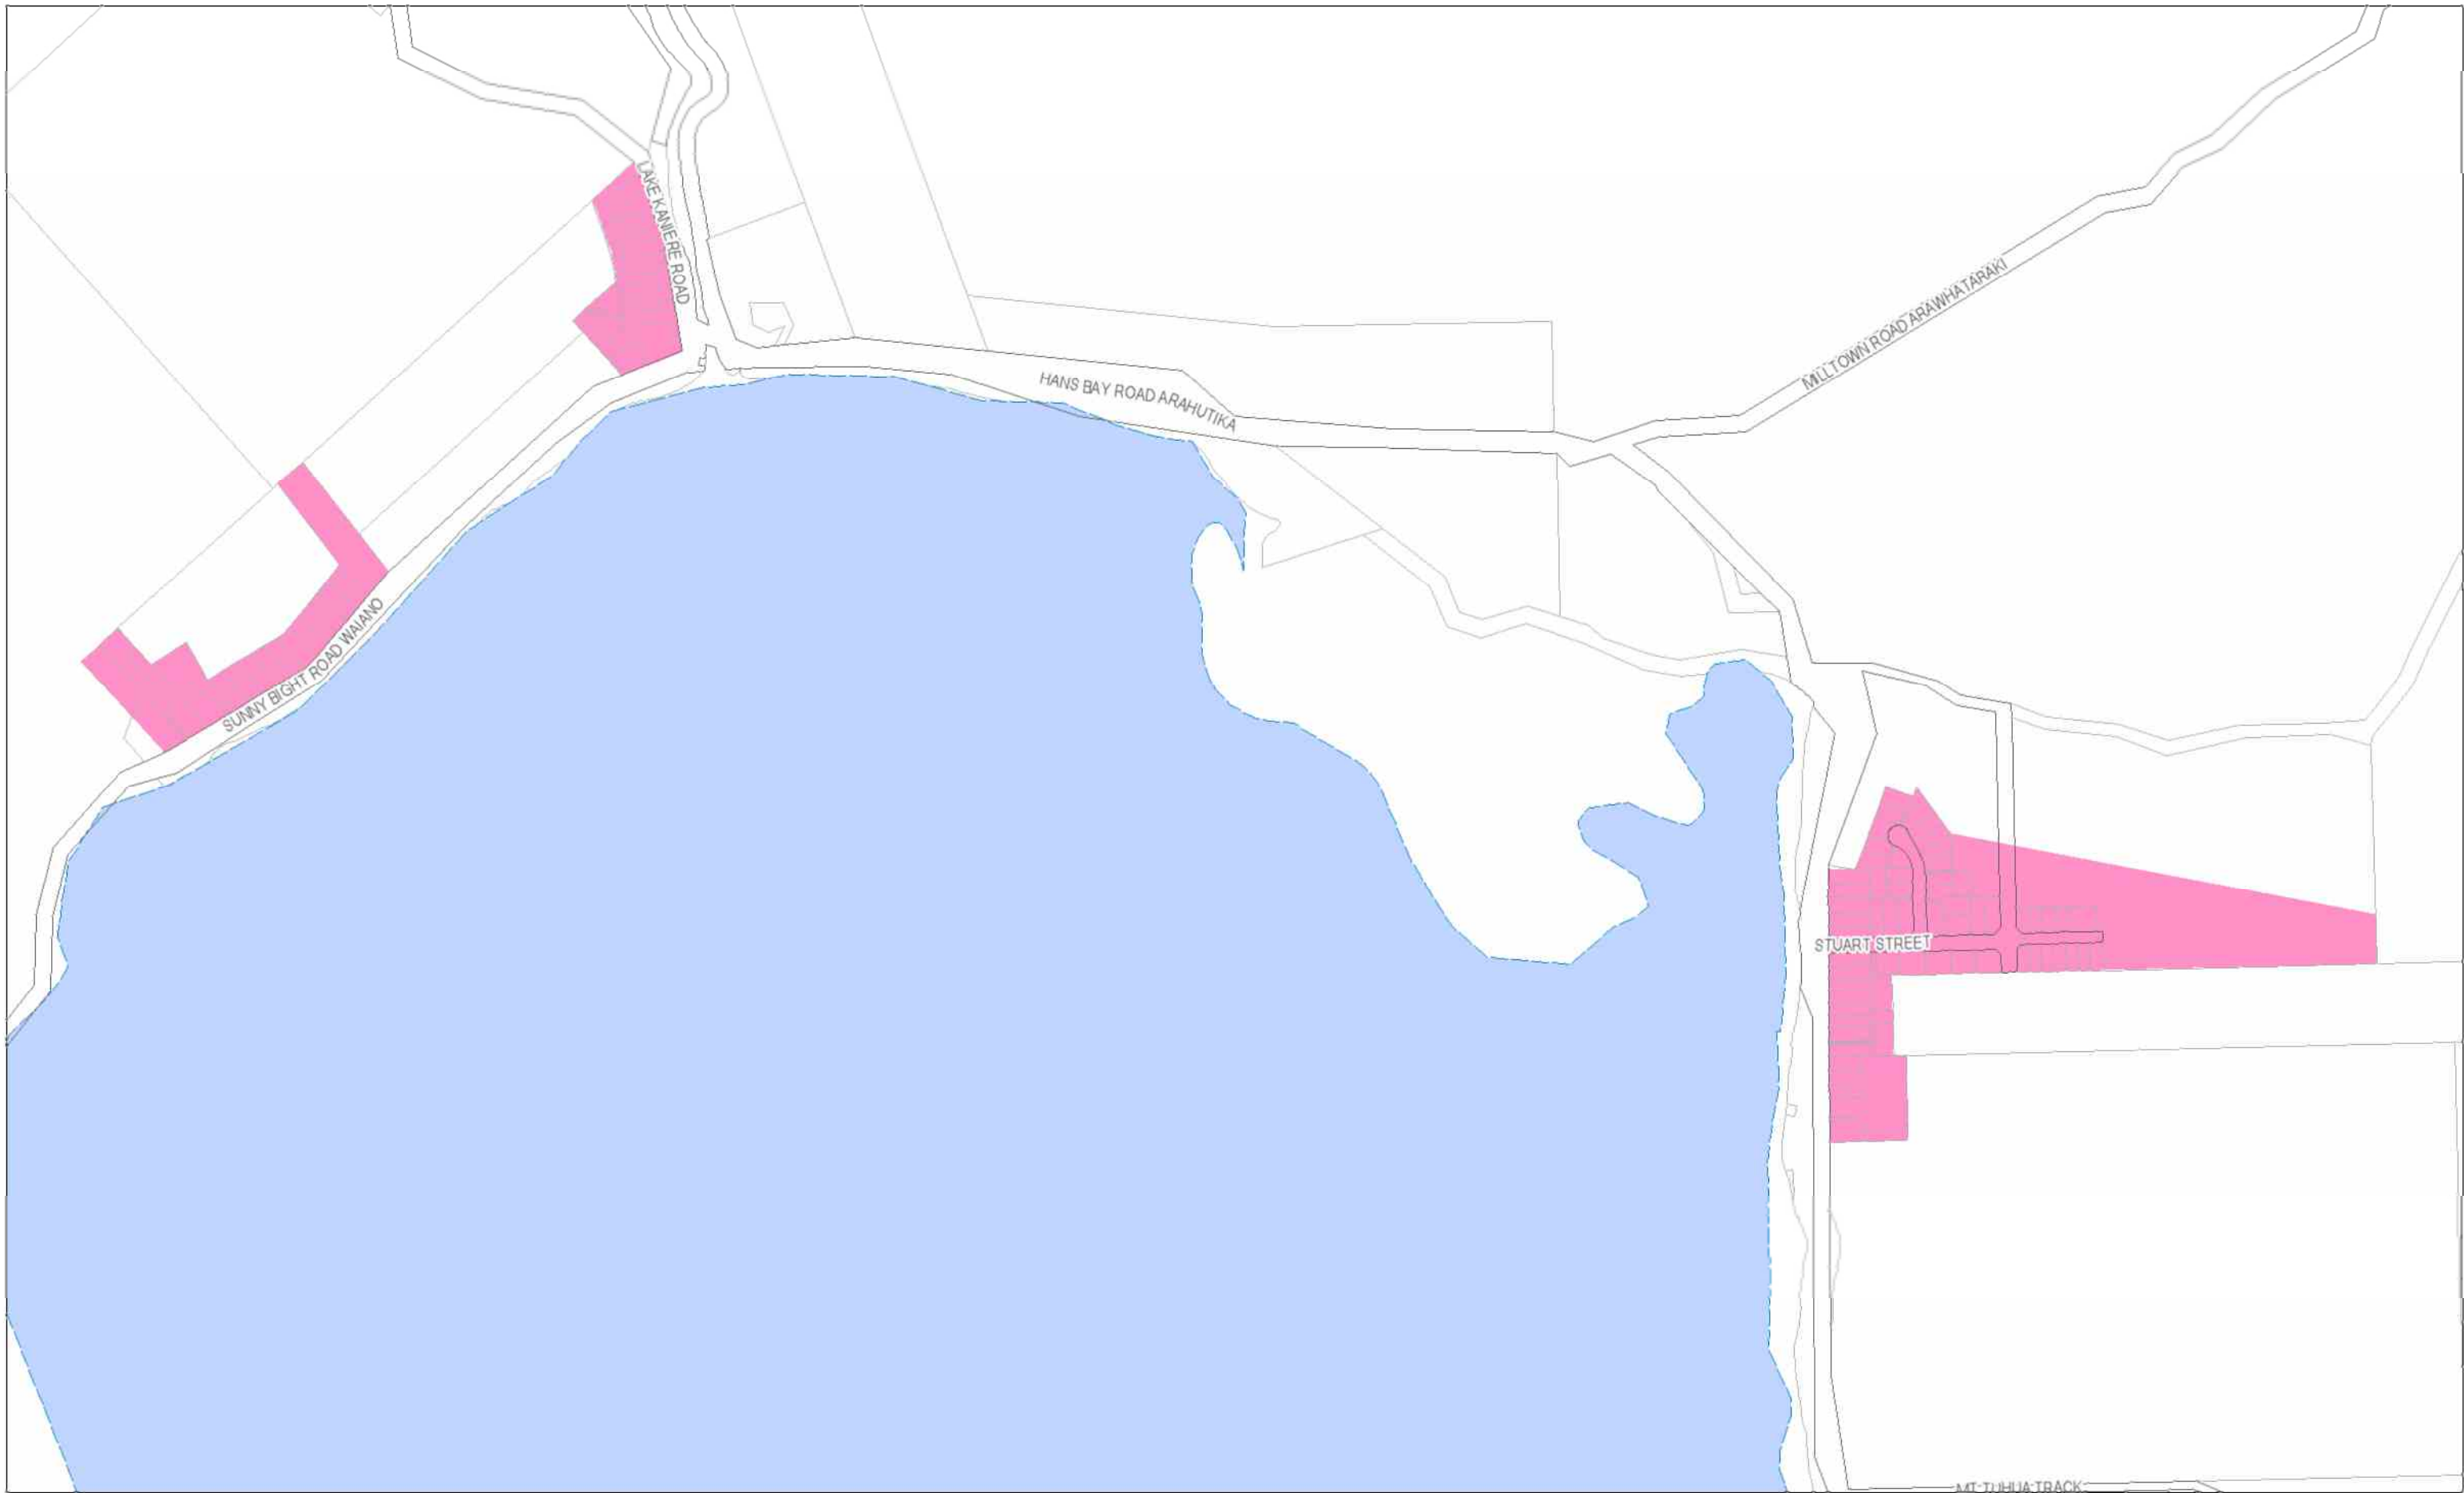 LAKE KANIERE ROAD
MILLTOWN ROAD ARAWHATARAKI
HANS BAY ROAD ARAHUTIKA
SUNNY BIGHT ROAD WAIANO
STUART STREET
MT TUHUA TRACK